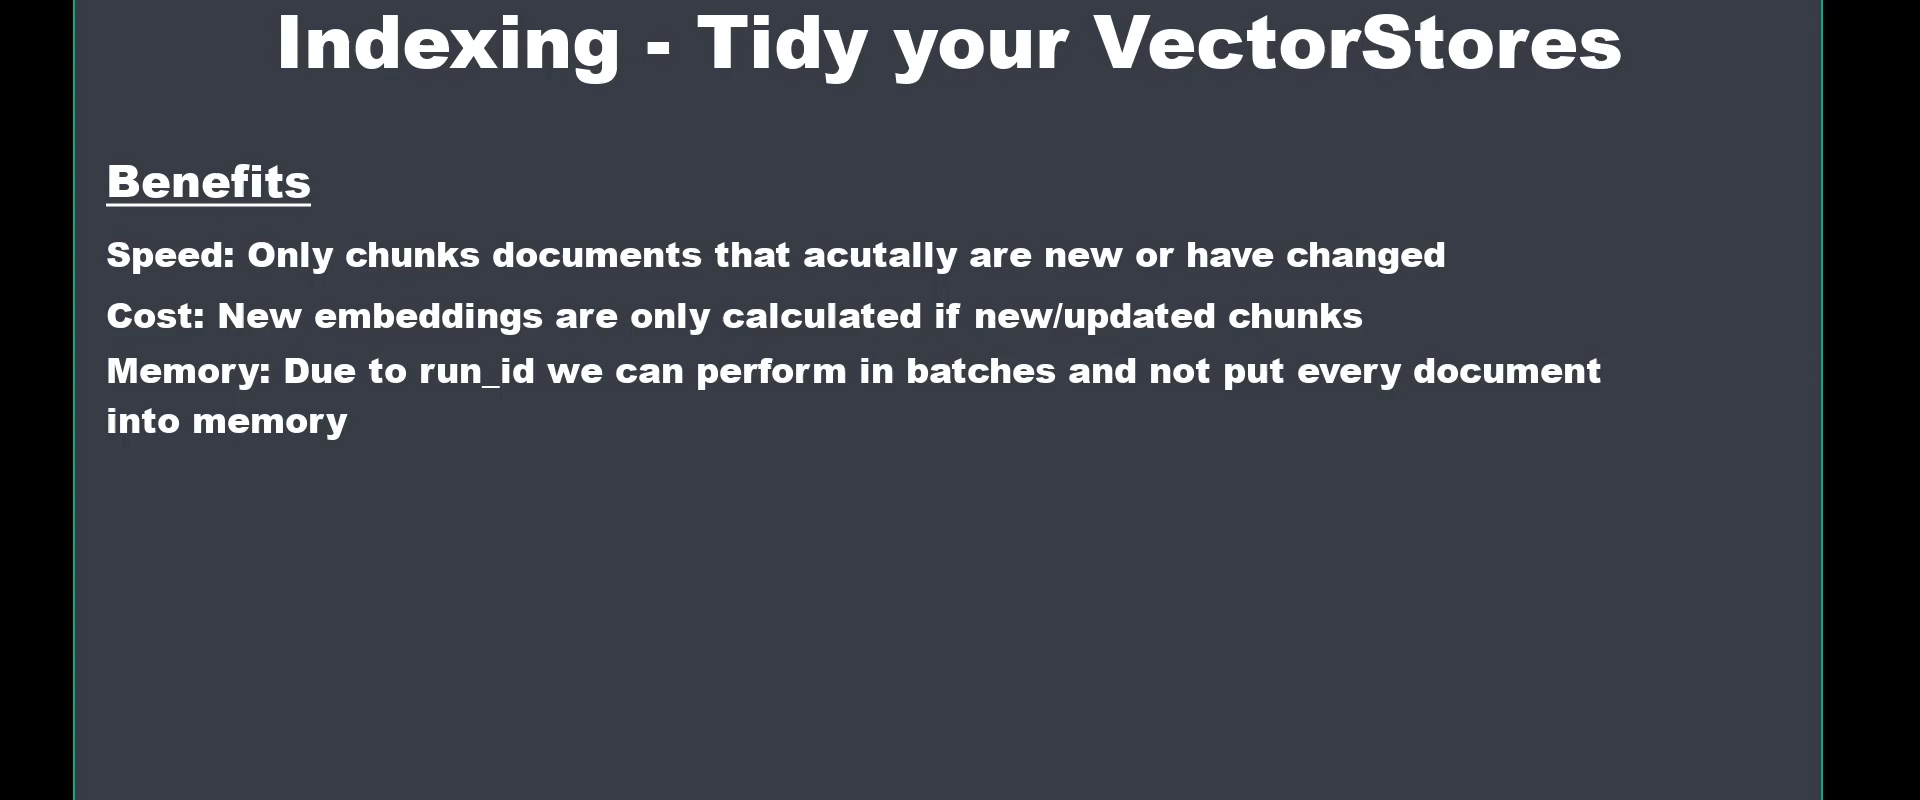 Indexing - Tidy your VectorStores
Benefits
Speed: Only chunks documents that acutally are new or have changed
Cost: New embeddings are only calculated if new/updated chunks
Memory: Due to run_id we can perform in batches and not put every document
into memory